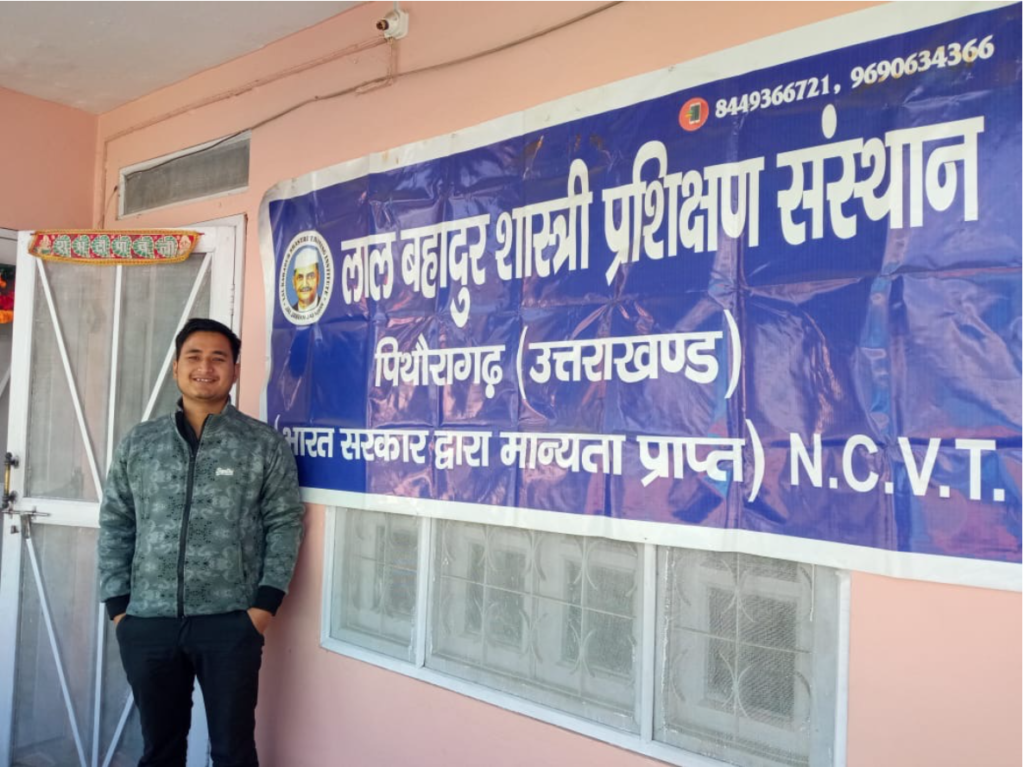 8449366721, 9690634366
लाल बहादुर शास्त्री प्रशिक्षण संस्थान
पिथौरागढ़ (उत्तराखण्ड)
(भारत सरकार द्वारा मान्यता प्राप्त) N.C.V.T.